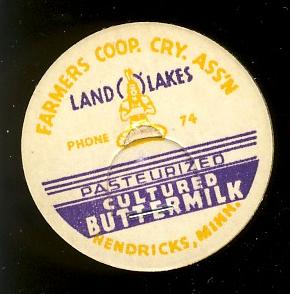 FARMERS COOP. CRY. ASS'N
LAND O LAKES
PHONE 74
PASTEURIZED
CULTURED
BUTTERMILK
HENDRICKS, MINN.